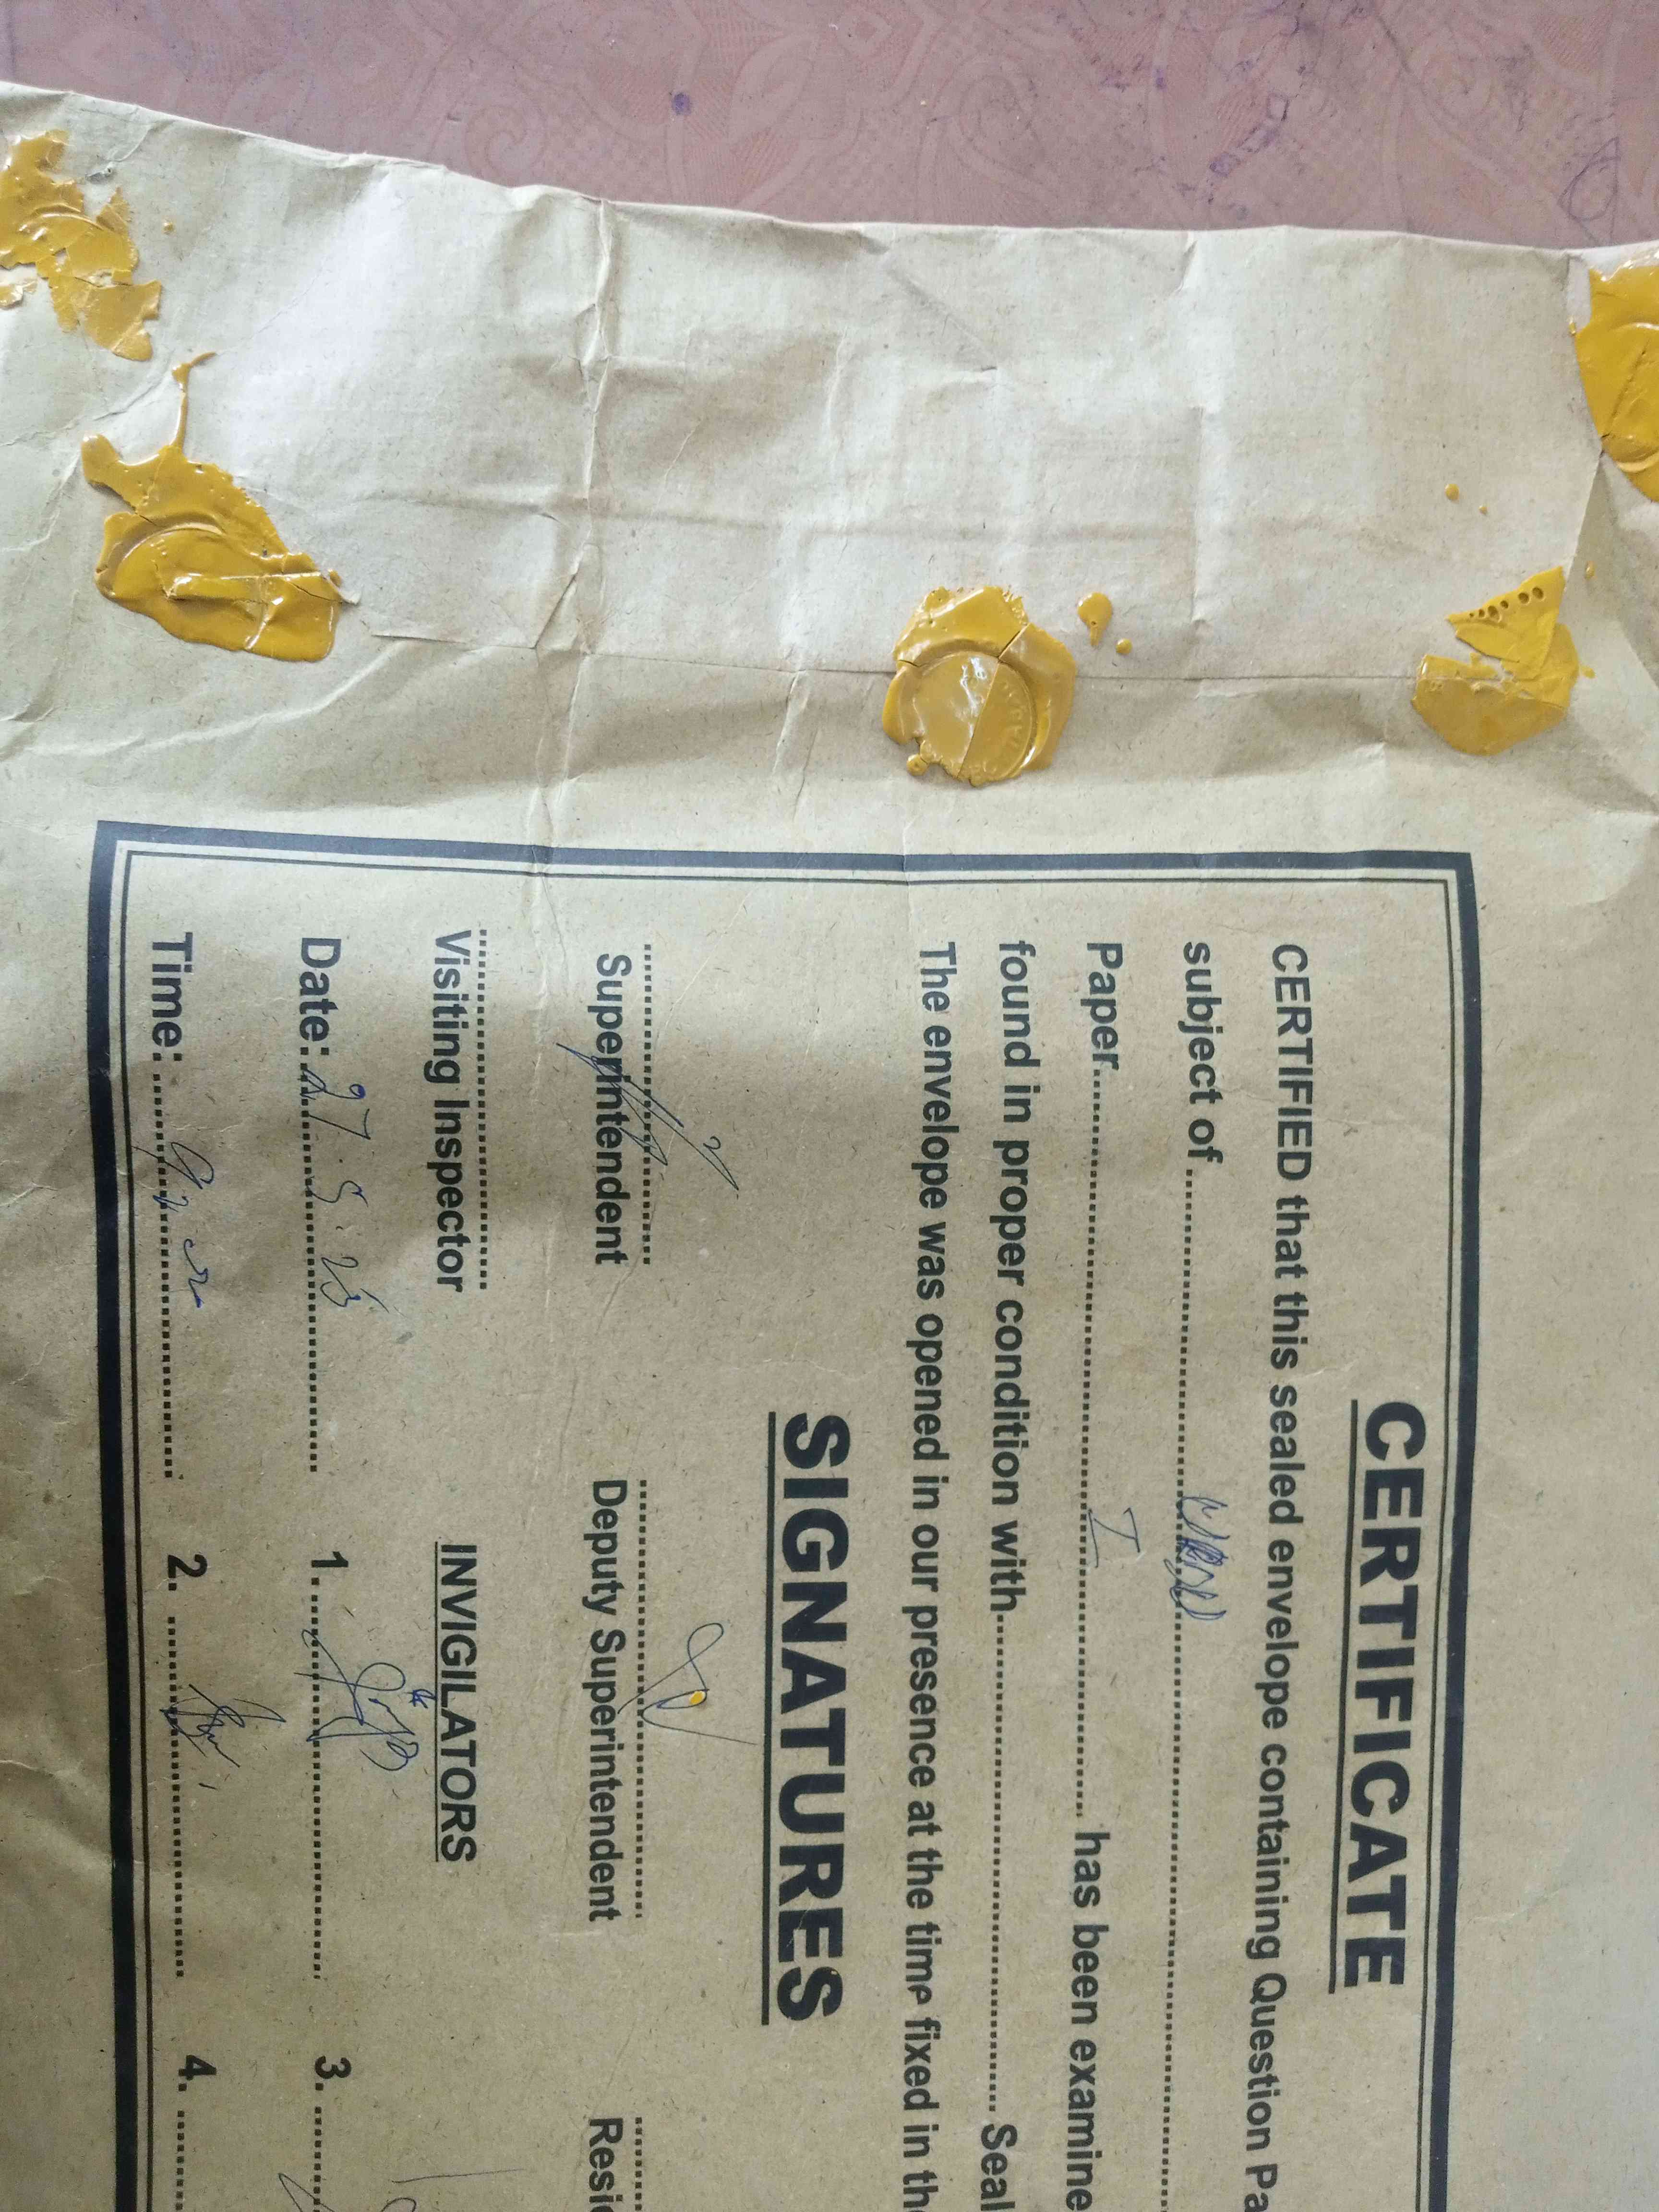 CERTIFICATE
CERTIFIED that this sealed envelope containing Question Pa
subject of
Paper I has been examine
found in proper condition with Seal
The envelope was opened in our presence at the time fixed in the
SIGNATURES
Superintendent Deputy Superintendent Resi
Visiting Inspector INVIGILATORS
Date: 27.5.25 1. 3.
Time: 2. 4.